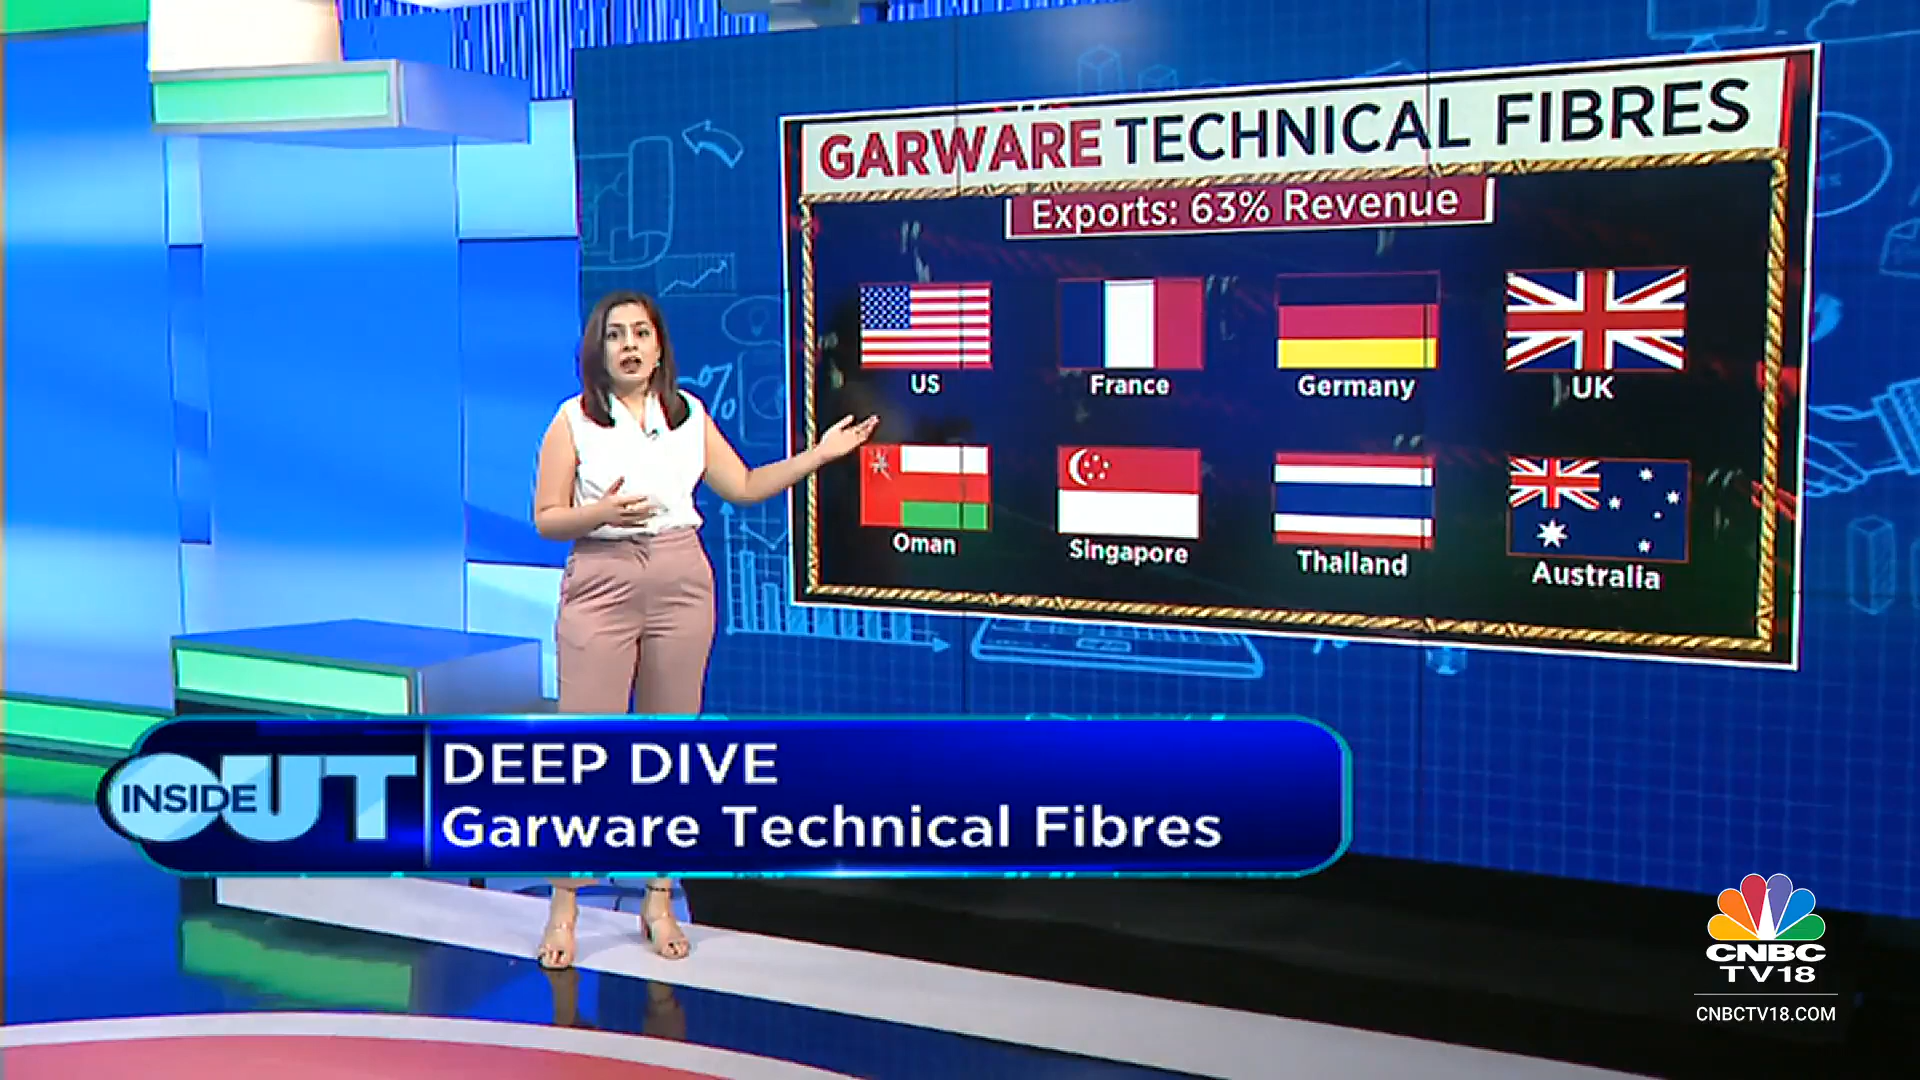 GARWARE TECHNICAL FIBRES
Exports: 63% Revenue
US
France
Germany
UK
Oman
Singapore
Thailand
Australia
%
INSIDE OUT
DEEP DIVE
Garware Technical Fibres
CNBC
TV18
CNBCTV18.COM